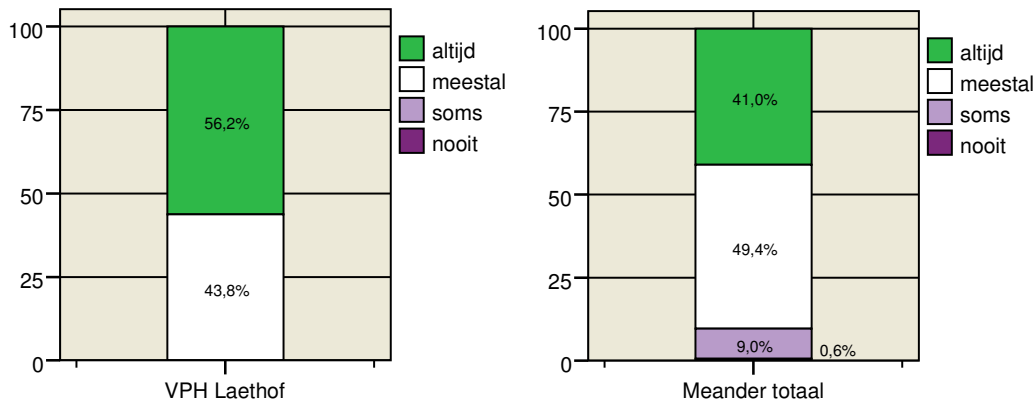 100
75
50
25
0
56,2%
43,8%
VPH Laethof
altijd
meestal
soms
nooit
100
75
50
25
0
41,0%
49,4%
9,0%
0,6%
Meander totaal
altijd
meestal
soms
nooit